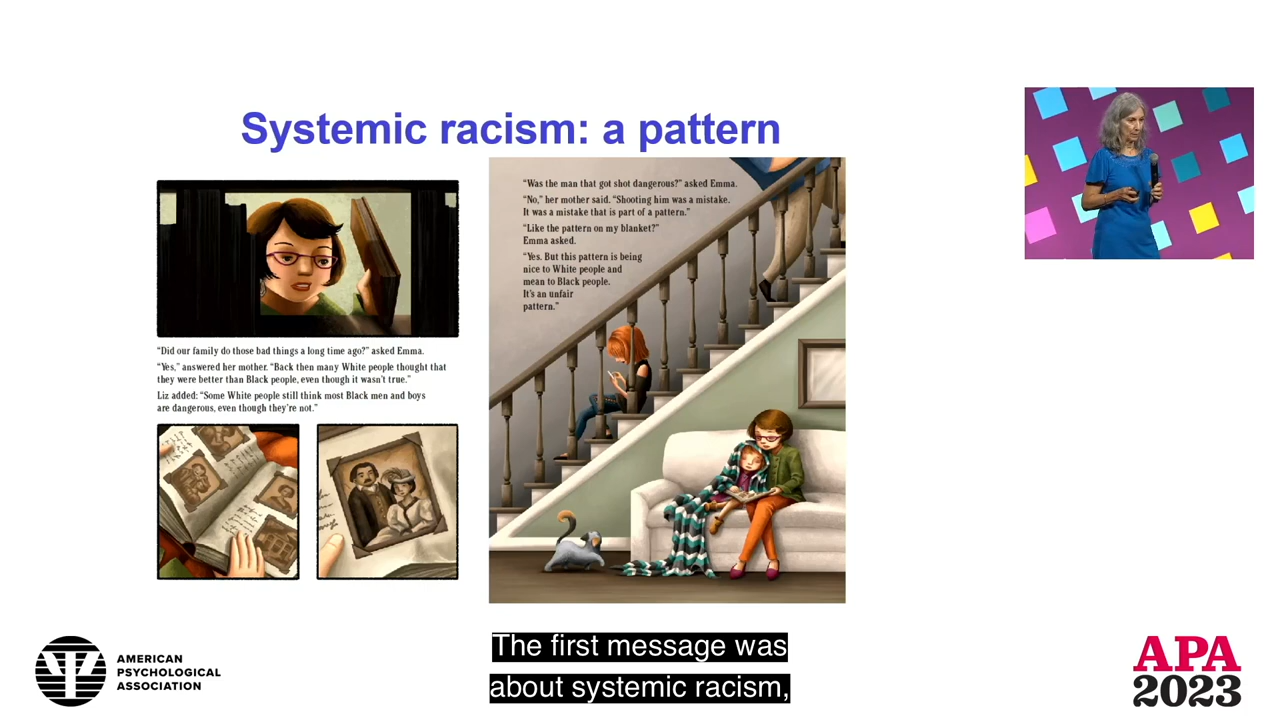 Systemic racism: a pattern
“Did our family do those bad things a long time ago?” asked Emma.
“Yes,” answered her mother. “Back then many White people thought that
they were better than Black people, even though it wasn’t true.”
Liz added: “Some White people still think most Black men and boys
are dangerous, even though they’re not.”
“Was the man that got shot dangerous?” asked Emma.
“No,” her mother said. “Shooting him was a mistake.
It was a mistake that is part of a pattern.”
“Like the pattern on my blanket?”
Emma asked.
“Yes. But this pattern is being
nice to White people and
mean to Black people.
It’s an unfair
pattern.”
The first message was
about systemic racism,
AMERICAN
PSYCHOLOGICAL
ASSOCIATION
APA
2023